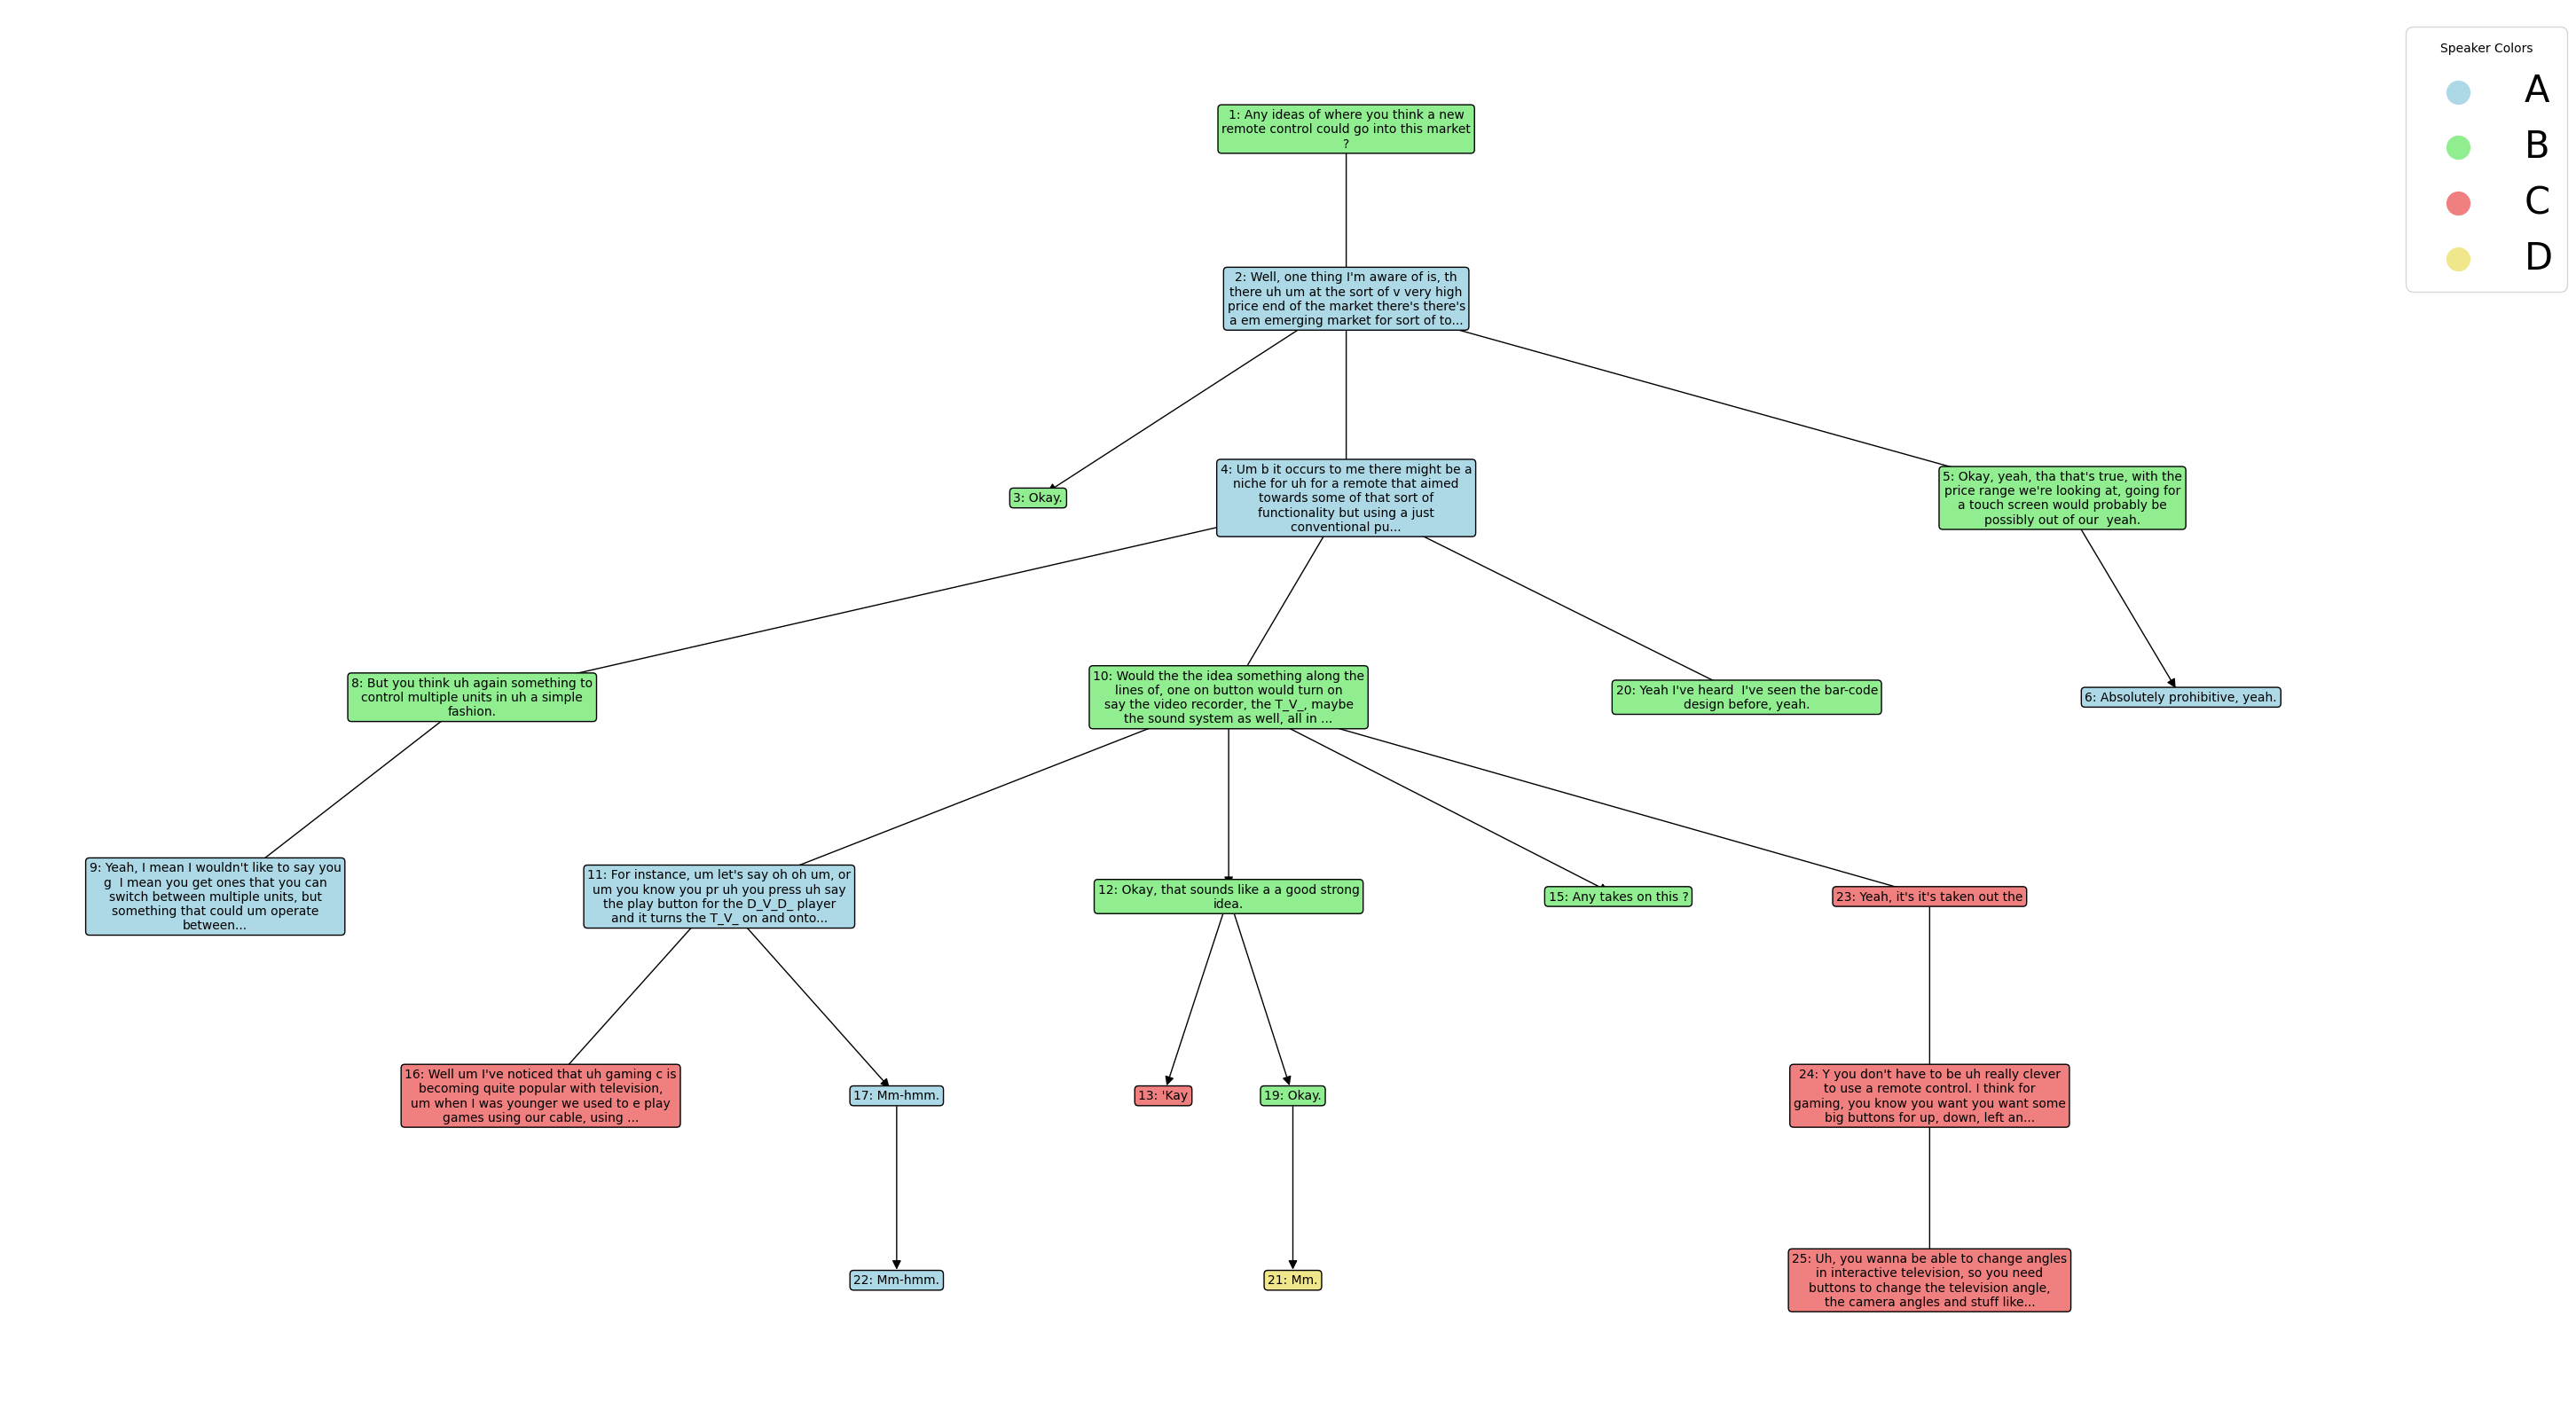 Speaker Colors
A
B
C
D
1: Any ideas of where you think a new
remote control could go into this market
?
2: Well, one thing I'm aware of is, th
there uh um at the sort of v very high
price end of the market there's there's
a em emerging market for sort of to...
3: Okay.
4: Um b it occurs to me there might be a
niche for uh for a remote that aimed
towards some of that sort of
functionality but using a just
conventional pu...
5: Okay, yeah, tha that's true, with the
price range we're looking at, going for
a touch screen would probably be
possibly out of our  yeah.
8: But you think uh again something to
control multiple units in uh a simple
fashion.
10: Would the the idea something along the
lines of, one on button would turn on
say the video recorder, the T_V_, maybe
the sound system as well, all in ...
20: Yeah I've heard  I've seen the bar-code
design before, yeah.
6: Absolutely prohibitive, yeah.
9: Yeah, I mean I wouldn't like to say you
g  I mean you get ones that you can
switch between multiple units, but
something that could um operate
between...
11: For instance, um let's say oh oh um, or
um you know you pr uh you press uh say
the play button for the D_V_D_ player
and it turns the T_V_ on and onto...
12: Okay, that sounds like a a good strong
idea.
15: Any takes on this ?
23: Yeah, it's it's taken out the
16: Well um I've noticed that uh gaming c is
becoming quite popular with television,
um when I was younger we used to e play
games using our cable, using ...
17: Mm-hmm.
13: 'Kay
19: Okay.
24: Y you don't have to be uh really clever
to use a remote control. I think for
gaming, you know you want you want some
big buttons for up, down, left an...
22: Mm-hmm.
21: Mm.
25: Uh, you wanna be able to change angles
in interactive television, so you need
buttons to change the television angle,
the camera angles and stuff like...